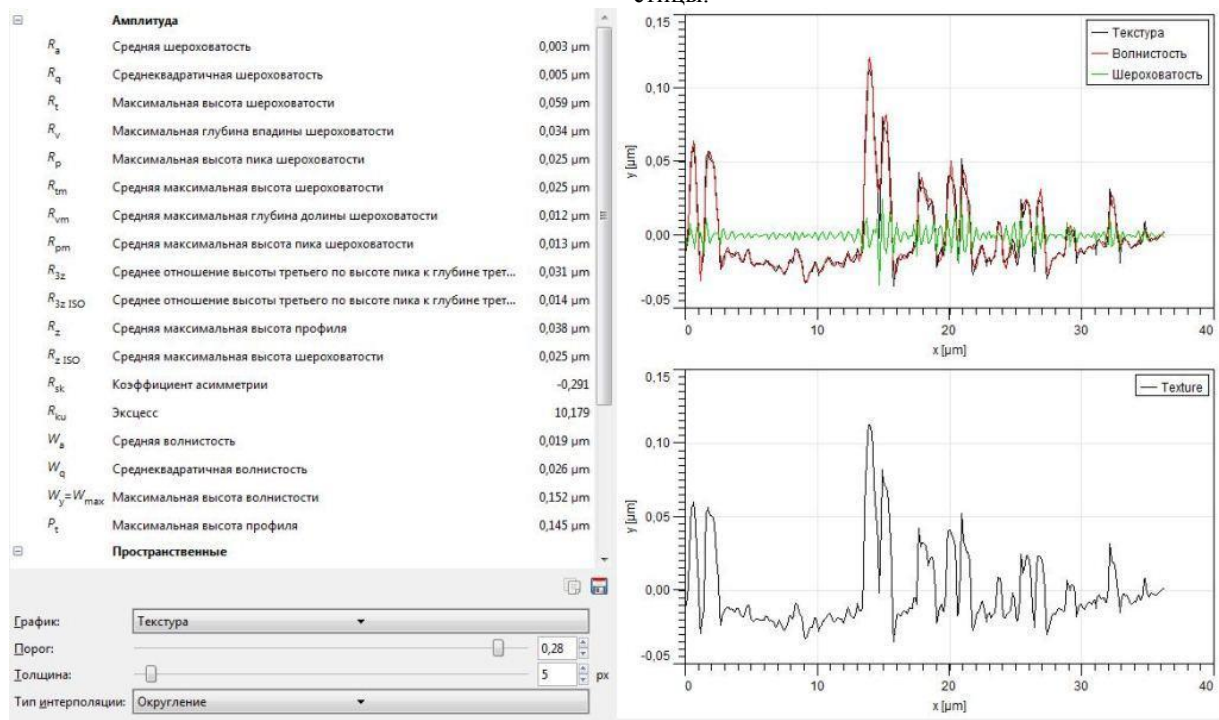 стицы.
Амплитуда
Ra Средняя шероховатость 0,003 µm
Rq Среднеквадратичная шероховатость 0,005 µm
Rt Максимальная высота шероховатости 0,059 µm
Rv Максимальная глубина впадины шероховатости 0,034 µm
Rp Максимальная высота пика шероховатости 0,025 µm
Rtm Средняя максимальная высота шероховатости 0,025 µm
Rvm Средняя максимальная глубина долины шероховатости 0,012 µm
Rpm Средняя максимальная высота пика шероховатости 0,013 µm
R3z Среднее отношение высоты третьего по высоте пика к глубине трет... 0,031 µm
R3z ISO Среднее отношение высоты третьего по высоте пика к глубине трет... 0,014 µm
Rz Средняя максимальная высота профиля 0,038 µm
Rz ISO Средняя максимальная высота шероховатости 0,025 µm
Rsk Коэффициент асимметрии -0,291
Rku Эксцесс 10,179
Wa Средняя волнистость 0,019 µm
Wq Среднеквадратичная волнистость 0,026 µm
Wy=Wmax Максимальная высота волнистости 0,152 µm
Pt Максимальная высота профиля 0,145 µm
Пространственные
График: Текстура
Порог: 0,28
Толщина: 5 px
Тип интерполяции: Округление
0,15
0,10
0,05
0,00
-0,05
y [µm]
Текстура
Волнистость
Шероховатость
0 10 20 30 40
x [µm]
0,15
0,10
0,05
0,00
-0,05
y [µm]
Texture
0 10 20 30 40
x [µm]